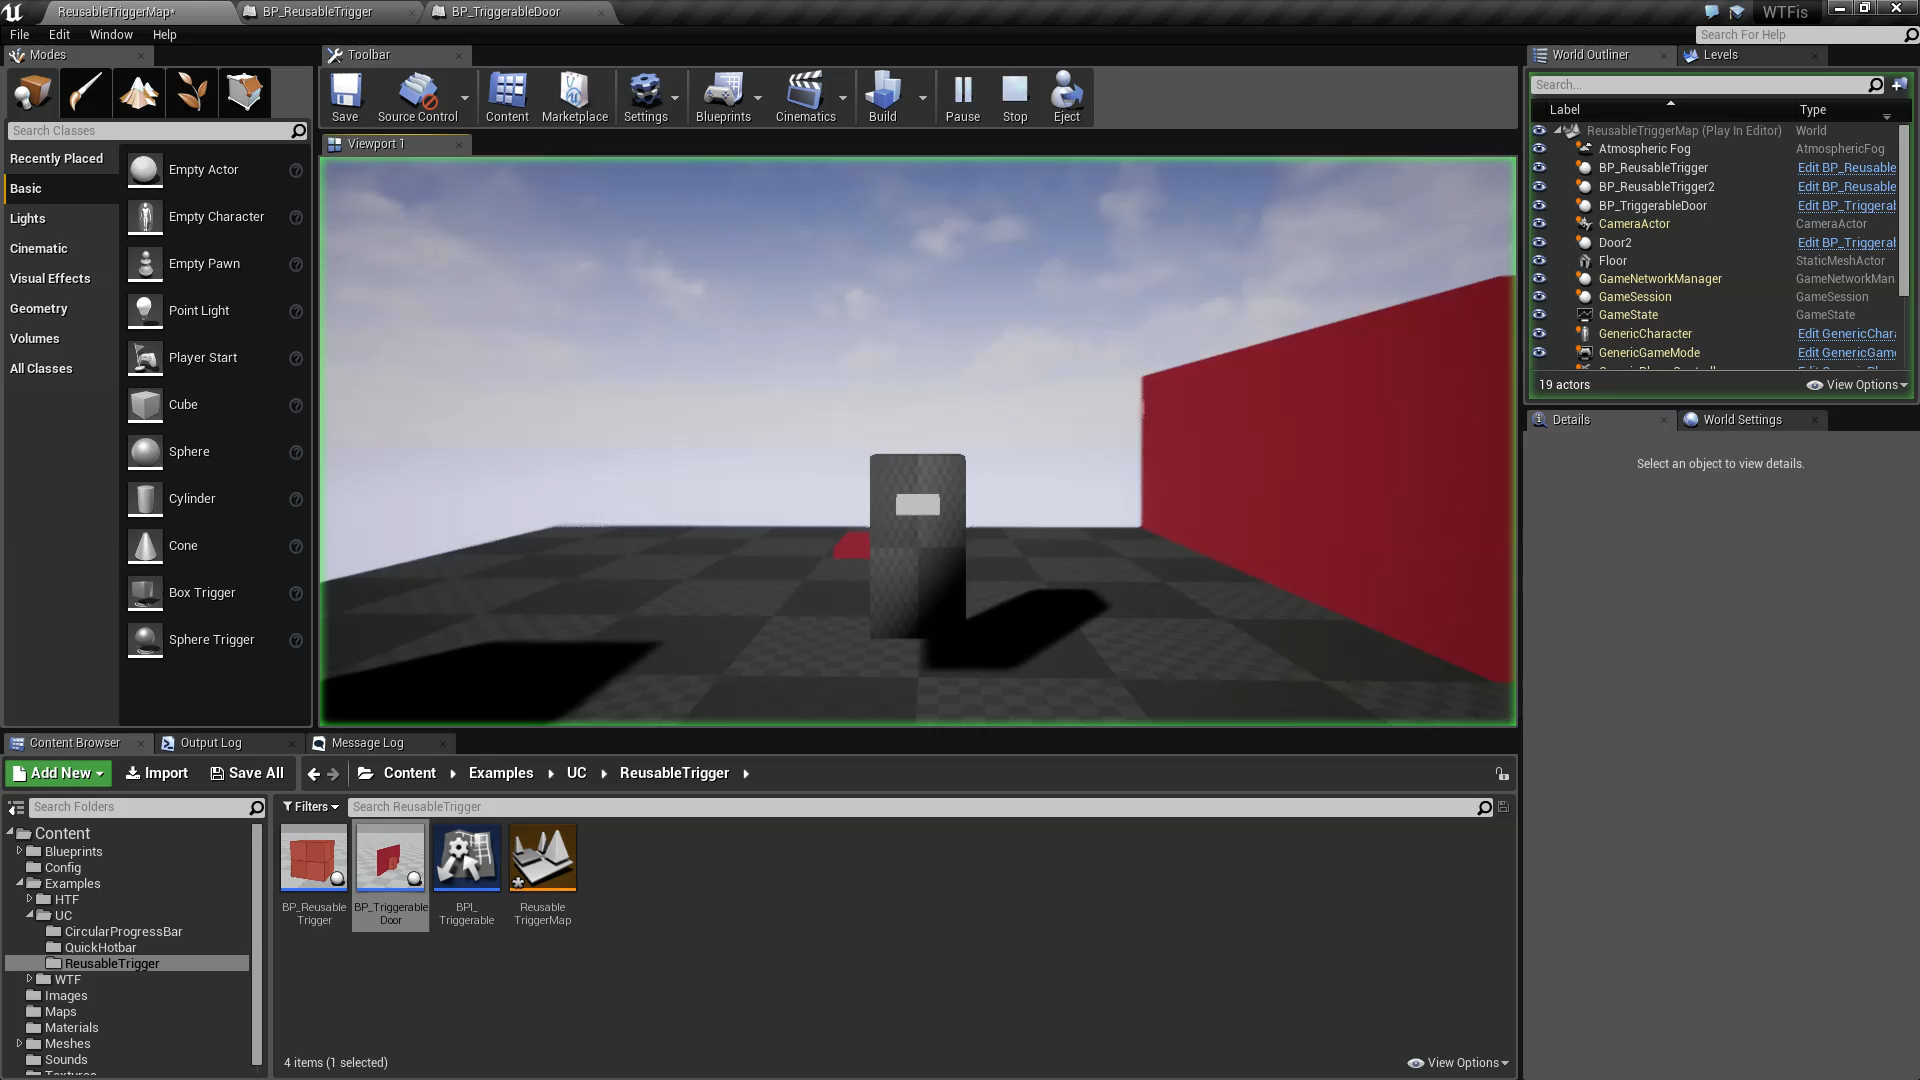 ReusableTriggerMap*
BP_ReusableTrigger
BP_TriggerableDoor
WTFis
File
Edit
Window
Help
Search For Help
Modes
Toolbar
World Outliner
Levels
Save
Source Control
Content
Marketplace
Settings
Blueprints
Cinematics
Build
Pause
Stop
Eject
Search Classes
Recently Placed
Basic
Lights
Cinematic
Visual Effects
Geometry
Volumes
All Classes
Empty Actor
Empty Character
Empty Pawn
Point Light
Player Start
Cube
Sphere
Cylinder
Cone
Box Trigger
Sphere Trigger
Viewport 1
Search...
Label
Type
ReusableTriggerMap (Play In Editor) World
Atmospheric Fog AtmosphericFog
BP_ReusableTrigger Edit BP_Reusable
BP_ReusableTrigger2 Edit BP_Reusable
BP_TriggerableDoor Edit BP_Triggeral
CameraActor CameraActor
Door2 Edit BP_Triggeral
Floor StaticMeshActor
GameNetworkManager GameNetworkMan
GameSession GameSession
GameState GameState
GenericCharacter Edit GenericChar
GenericGameMode Edit GenericGam
19 actors
View Options
Details
World Settings
Select an object to view details.
Content Browser
Output Log
Message Log
Add New
Import
Save All
Content
Examples
UC
ReusableTrigger
Search Folders
Filters
Search ReusableTrigger
Content
Blueprints
Config
Examples
HTF
UC
CircularProgressBar
QuickHotbar
ReusableTrigger
WTF
Images
Maps
Materials
Meshes
Sounds
Textures
BP_Reusable
Trigger
BP_Triggerable
Door
BPI_
Triggerable
Reusable
TriggerMap
4 items (1 selected)
View Options